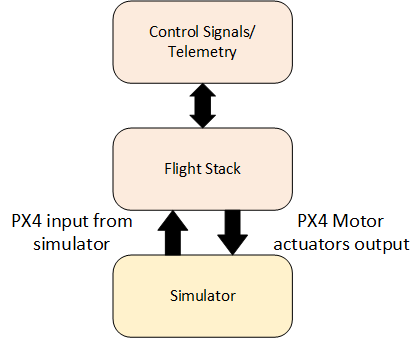 Control Signals/
Telemetry
Flight Stack
PX4 input from
simulator
PX4 Motor
actuators output
Simulator